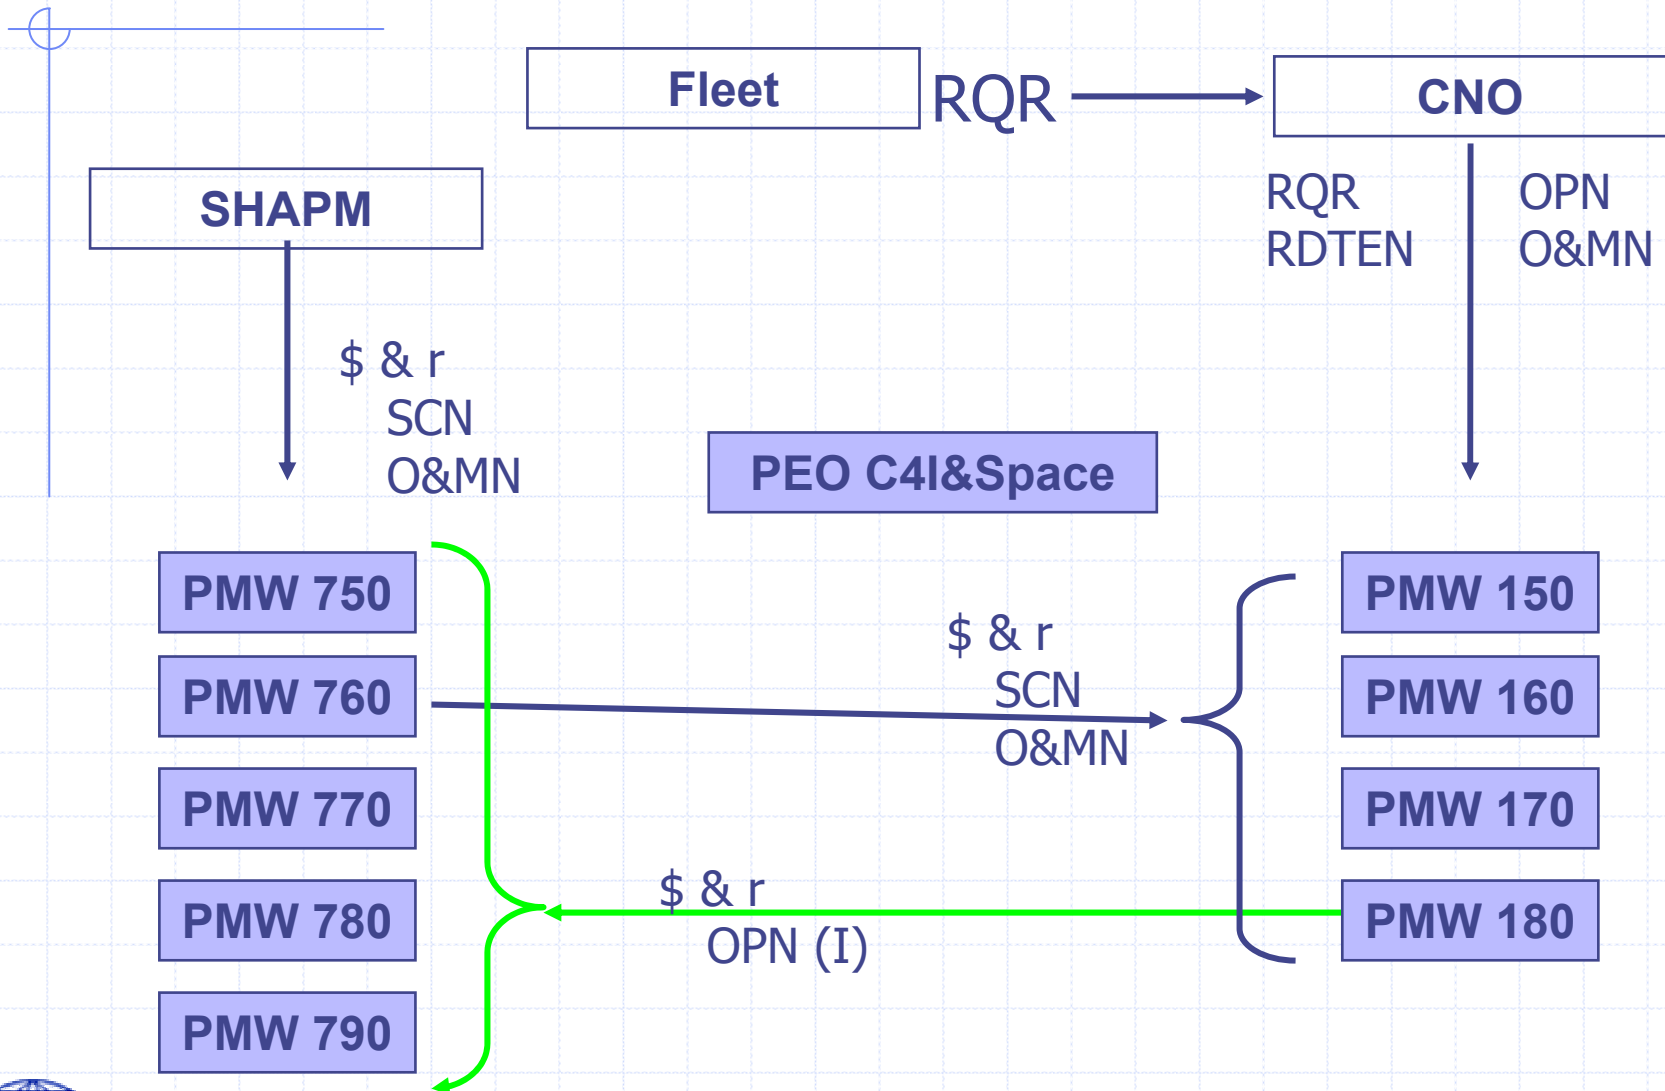 Fleet
RQR
CNO
SHAPM
RQR
RDTEN
OPN
O&MN
$ & r
SCN
O&MN
PEO C4I&Space
PMW 750
PMW 760
PMW 770
PMW 780
PMW 790
$ & r
SCN
O&MN
$ & r
OPN (I)
PMW 150
PMW 160
PMW 170
PMW 180